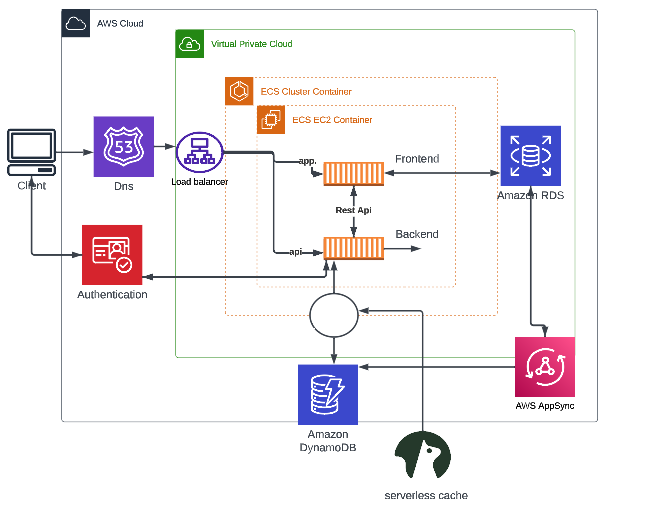 AWS Cloud
Virtual Private Cloud
ECS Cluster Container
ECS EC2 Container
53
app.
Frontend
Client
Dns
Load balancer
Amazon RDS
Rest Api
Backend
api
Authentication
AWS AppSync
Amazon
DynamoDB
serverless cache